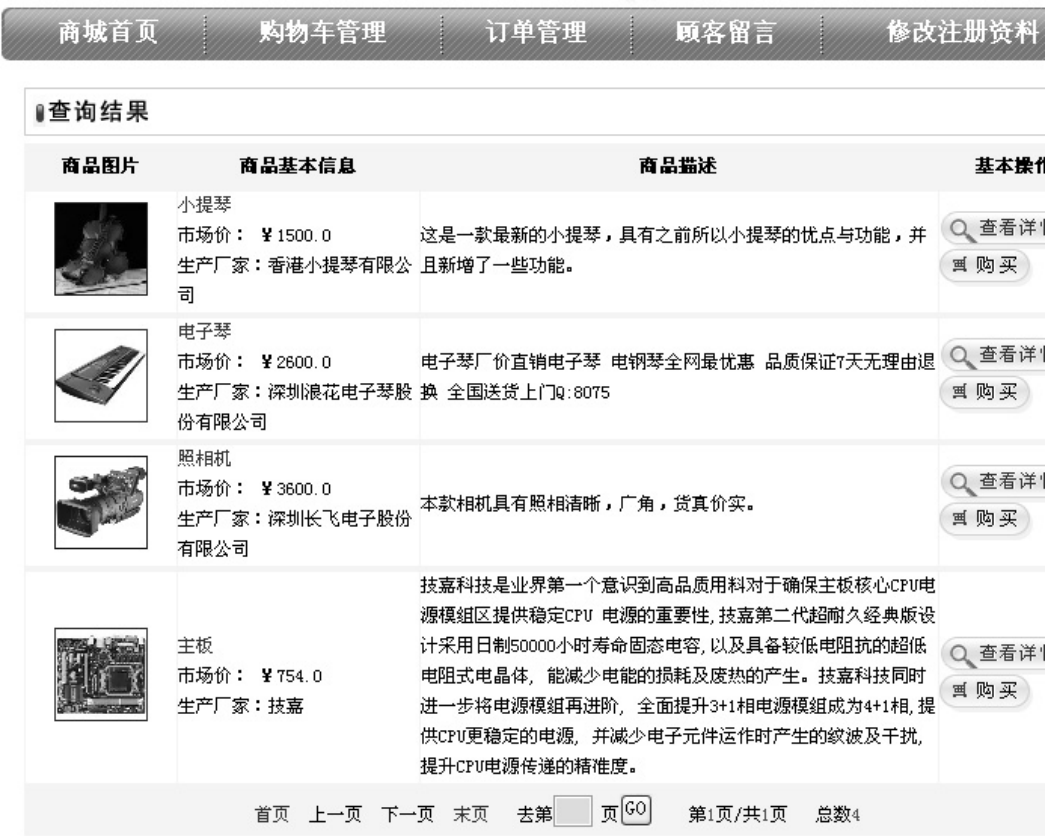 商城首页 购物车管理 订单管理 顾客留言 修改注册资料
查询结果
商品图片 商品基本信息 商品描述 基本操作
小提琴
市场价： ¥1500.0
生产厂家：香港小提琴有限公
司
这是一款最新的小提琴，具有之前所以小提琴的优点与功能，并
且新增了一些功能。
查看详情
购买
电子琴
市场价： ¥2600.0
生产厂家：深圳浪花电子琴股
份有限公司
电子琴厂价直销电子琴 电钢琴全网最优惠 品质保证7天无理由退
换 全国送货上门Q:8075
查看详情
购买
照相机
市场价： ¥3600.0
生产厂家：深圳长飞电子股份
有限公司
本款相机具有照相清晰，广角，货真价实。
查看详情
购买
主板
市场价： ¥754.0
生产厂家：技嘉
技嘉科技是业界第一个意识到高品质用料对于确保主板核心CPU电
源模组区提供稳定CPU 电源的重要性,技嘉第二代超耐久经典版设
计采用日制50000小时寿命固态电容,以及具备较低电阻抗的超低
电阻式电晶体, 能减少电能的损耗及废热的产生。技嘉科技同时
进一步将电源模组再进阶, 全面提升3+1相电源模组成为4+1相,提
供CPU更稳定的电源, 并减少电子元件运作时产生的纹波及干扰,
提升CPU电源传递的精准度。
查看详情
购买
首页 上一页 下一页 末页 去第 页 GO 第1页/共1页 总数4